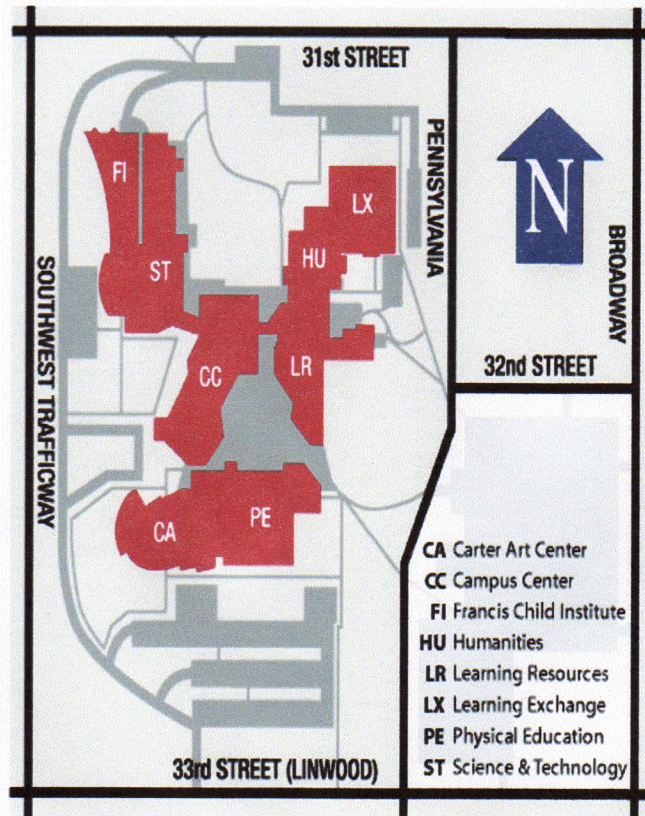 31st STREET
PENNSYLVANIA
N
BROADWAY
SOUTHWEST TRAFFICWAY
FI
LX
HU
ST
32nd STREET
CC
LR
CA
PE
CA Carter Art Center
CC Campus Center
FI Francis Child Institute
HU Humanities
LR Learning Resources
LX Learning Exchange
PE Physical Education
ST Science & Technology
33rd STREET (LINWOOD)